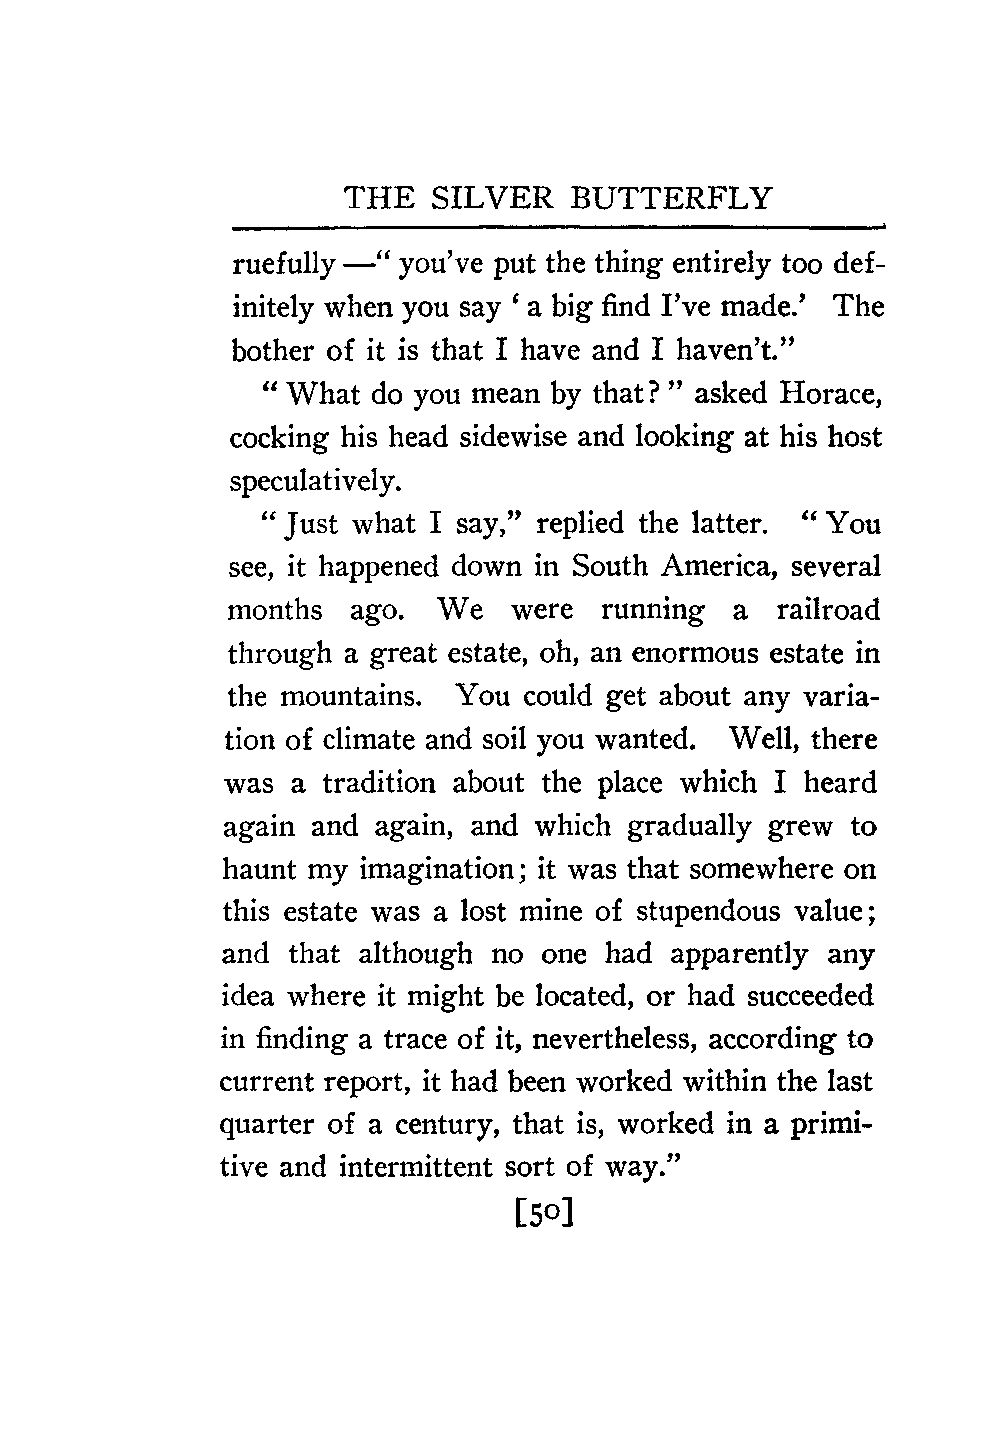 THE SILVER BUTTERFLY
ruefully —“ you’ve put the thing entirely too def-
initely when you say ‘ a big find I’ve made.’ The
bother of it is that I have and I haven’t.”
“ What do you mean by that? ” asked Horace,
cocking his head sidewise and looking at his host
speculatively.
“ Just what I say,” replied the latter. “ You
see, it happened down in South America, several
months ago. We were running a railroad
through a great estate, oh, an enormous estate in
the mountains. You could get about any varia-
tion of climate and soil you wanted. Well, there
was a tradition about the place which I heard
again and again, and which gradually grew to
haunt my imagination; it was that somewhere on
this estate was a lost mine of stupendous value;
and that although no one had apparently any
idea where it might be located, or had succeeded
in finding a trace of it, nevertheless, according to
current report, it had been worked within the last
quarter of a century, that is, worked in a primi-
tive and intermittent sort of way.”
[50]